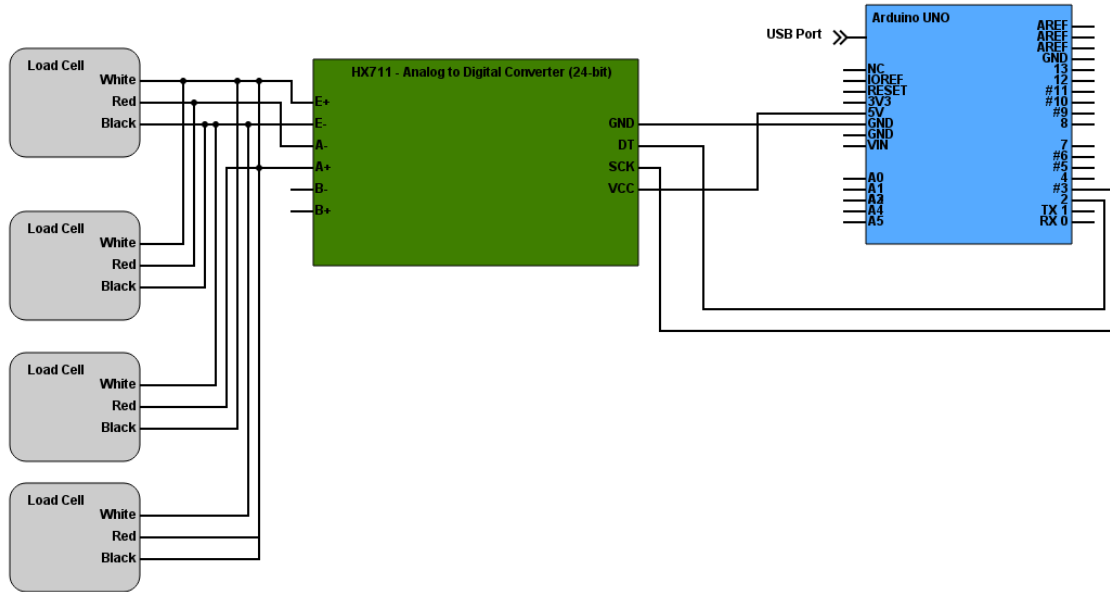 Load Cell
White
Red
Black
Load Cell
White
Red
Black
Load Cell
White
Red
Black
Load Cell
White
Red
Black
HX711 - Analog to Digital Converter (24-bit)
E+
E-
A-
A+
B-
B+
GND
DT
SCK
VCC
USB Port
Arduino UNO
NC
IOREF
RESET
3V3
5V
GND
GND
VIN
A0
A1
A4
A5
AREF
AREF
AREF
GND
13
12
#11
#10
#9
8
7
#6
#5
4
#3
2
TX 1
RX 0